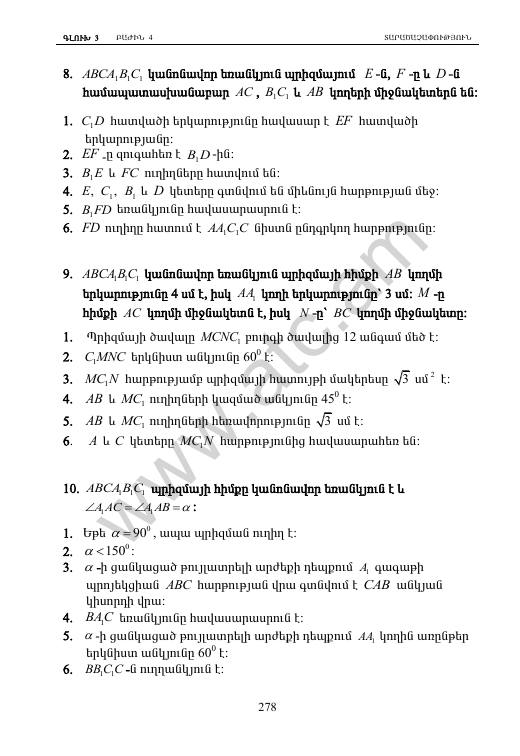 ԳԼՈՒԽ 3 ԲԱԺԻՆ 4 ՏԱՐԱԾԱՉԱՓՈՒԹՅՈՒՆ
8. ABCA₁B₁C₁ կանոնավոր եռանկյուն պրիզմայում E -ն, F -ը և D -ն
համապատասխանաբար AC , B₁C₁ և AB կողերի միջնակետերն են:
1. C₁D հատվածի երկարությունը հավասար է EF հատվածի
երկարությանը:
2. EF -ը զուգահեռ է B₁D -ին:
3. B₁E և FC ուղիղները հատվում են:
4. E, C₁, B₁ և D կետերը գտնվում են միևնույն հարթության մեջ:
5. B₁FD եռանկյունը հավասարասրուն է:
6. FD ուղիղը հատում է AA₁C₁C նիստն ընդգրկող հարթությունը:
9. ABCA₁B₁C₁ կանոնավոր եռանկյուն պրիզմայի հիմքի AB կողմի
երկարությունը 4 սմ է, իսկ AA₁ կողի երկարությունը՝ 3 սմ: M -ը
հիմքի AC կողմի միջնակետն է, իսկ N -ը՝ BC կողմի միջնակետը:
1. Պրիզմայի ծավալը MCNC₁ բուրգի ծավալից 12 անգամ մեծ է:
2. C₁MNC երկնիստ անկյունը 60⁰ է:
3. MC₁N հարթությամբ պրիզմայի հատույթի մակերեսը √3 սմ ² է:
4. AB և MC₁ ուղիղների կազմած անկյունը 45⁰ է:
5. AB և MC₁ ուղիղների հեռավորությունը √3 սմ է:
6. A և C կետերը MC₁N հարթությունից հավասարահեռ են:
10. ABCA₁B₁C₁ պրիզմայի հիմքը կանոնավոր եռանկյուն է և
∠A₁AC = ∠A₁AB = α :
1. Եթե α = 90⁰ , ապա պրիզման ուղիղ է:
2. α < 150⁰ :
3. α -ի ցանկացած թույլատրելի արժեքի դեպքում A₁ գագաթի
պրոյեկցիան ABC հարթության վրա գտնվում է CAB անկյան
կիսորդի վրա:
4. BA₁C եռանկյունը հավասարասրուն է:
5. α -ի ցանկացած թույլատրելի արժեքի դեպքում AA₁ կողին առընթեր
երկնիստ անկյունը 60⁰ է:
6. BB₁C₁C -ն ուղղանկյուն է:
278
www.atc.am